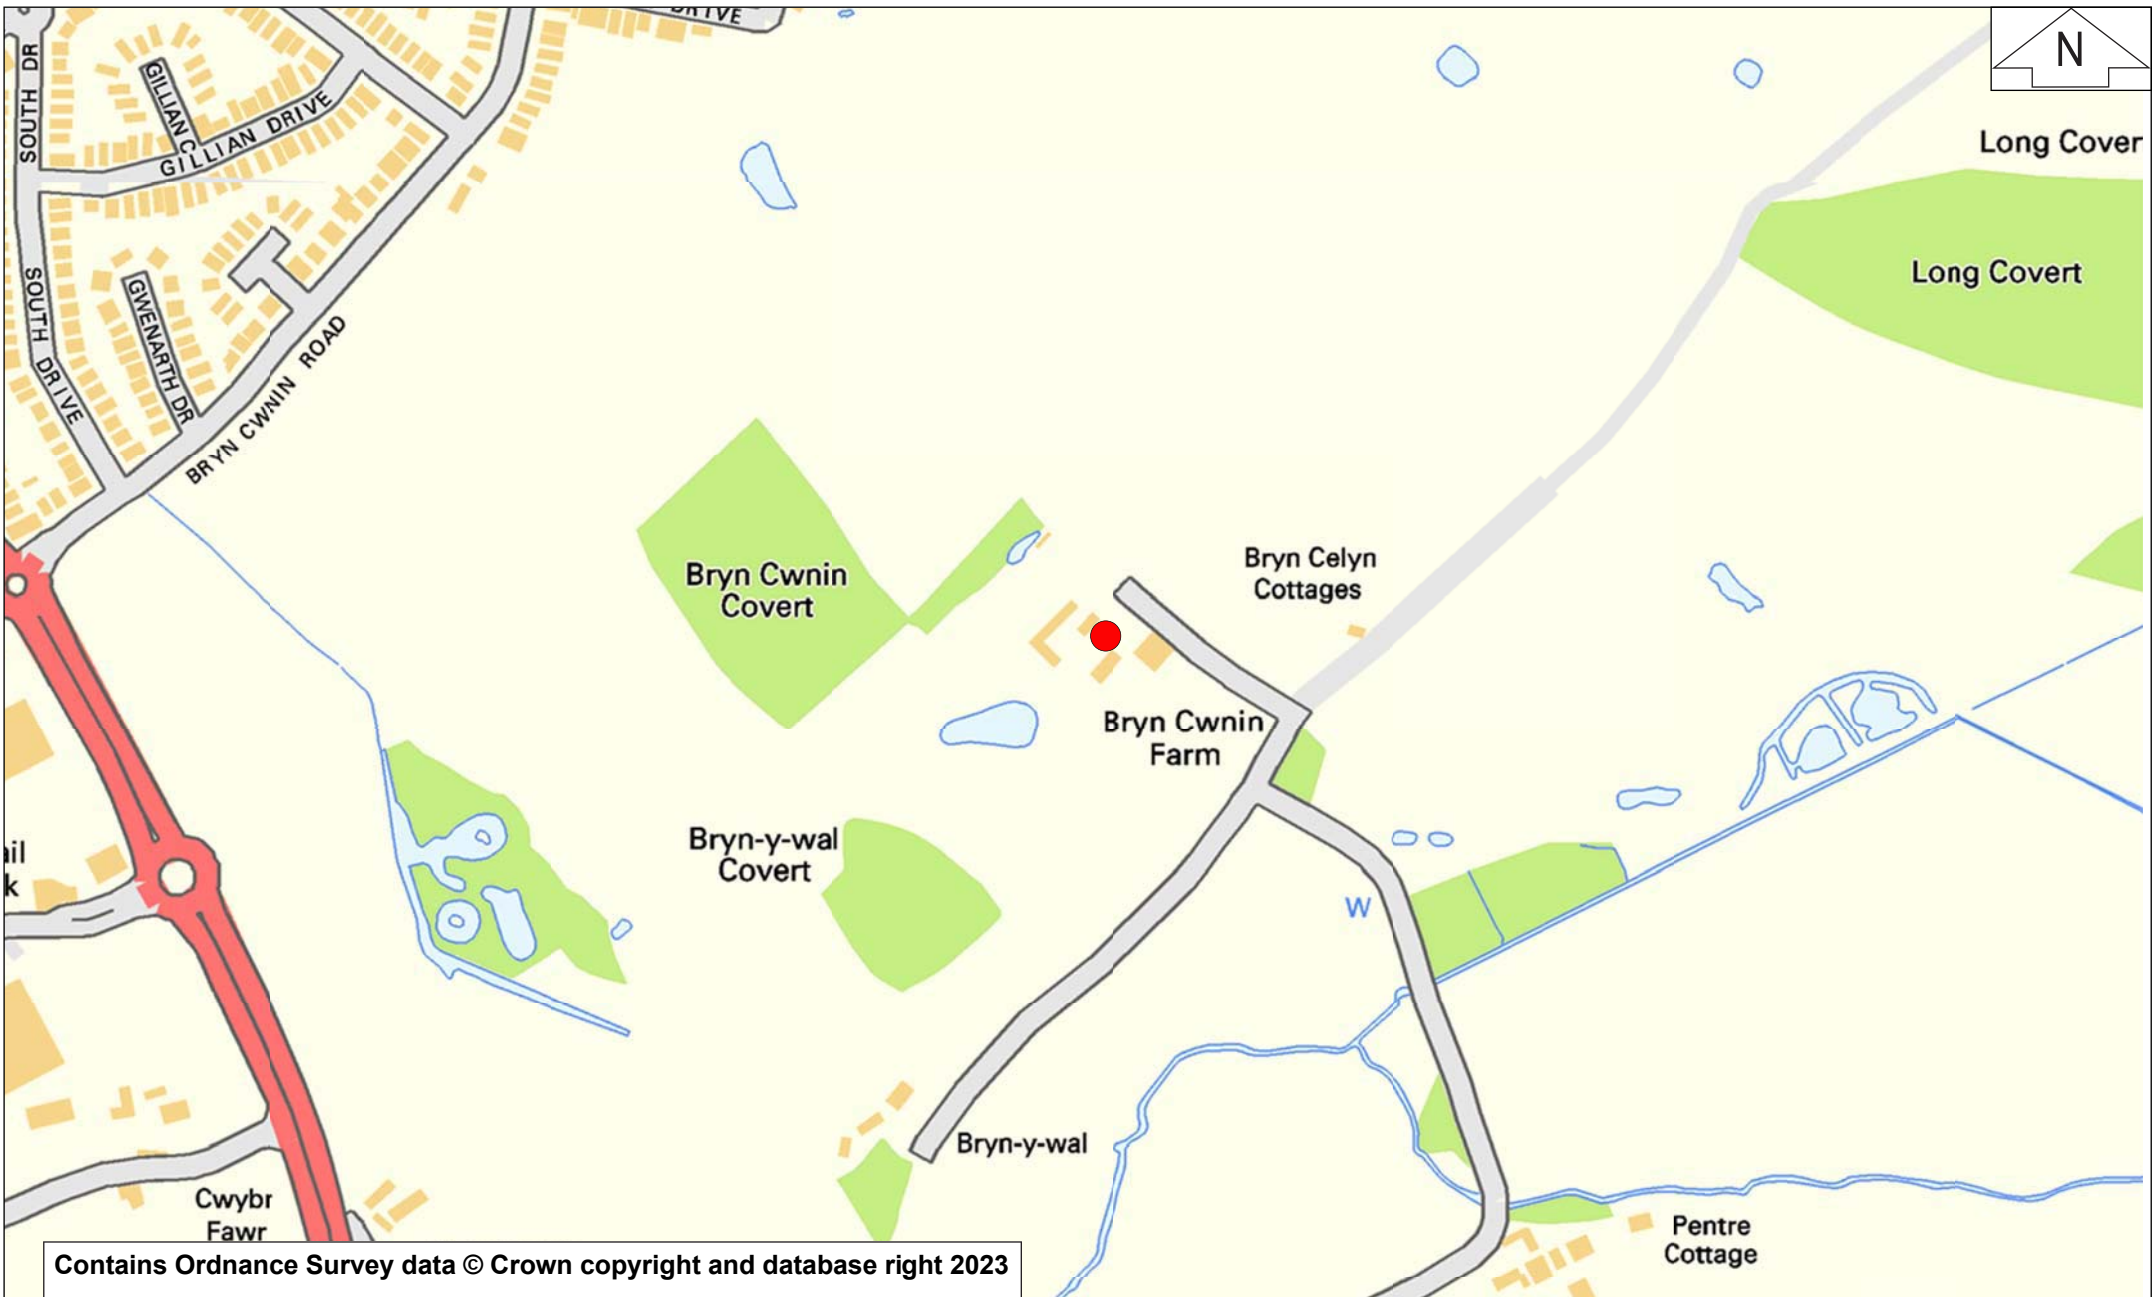 DRIVE
N
SOUTH DR
GILLIAN C
GILLIAN DRIVE
Long Cover
Long Covert
SOUTH DRIVE
GWENARTH DR
BRYN CWNIN ROAD
Bryn Cwnin
Covert
Bryn Celyn
Cottages
Bryn Cwnin
Farm
Bryn-y-wal
Covert
ail
k
W
Bryn-y-wal
Cwybr
Fawr
Pentre
Cottage
Contains Ordnance Survey data © Crown copyright and database right 2023